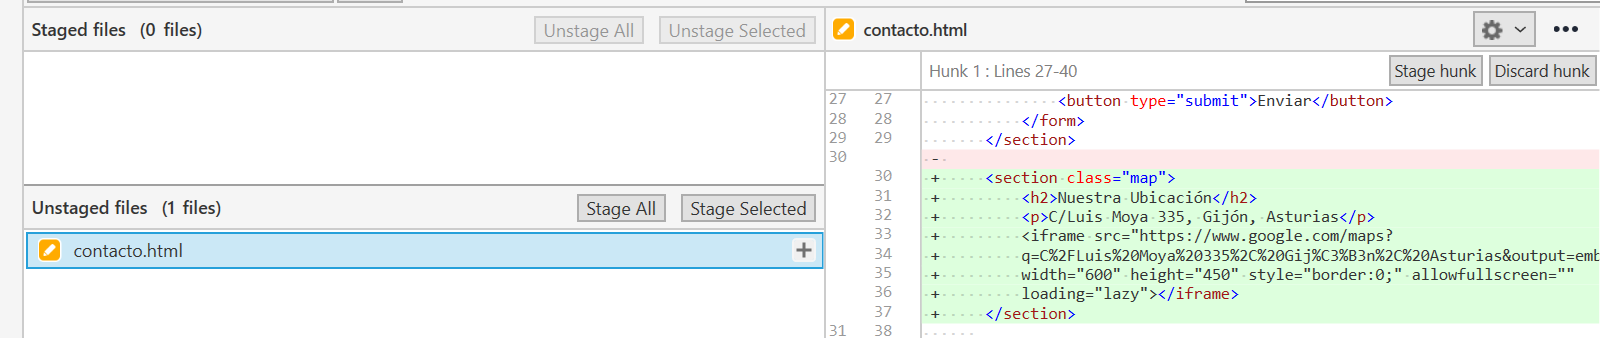 Staged files (0 files)
Unstage All
Unstage Selected
Unstaged files (1 files)
Stage All
Stage Selected
contacto.html
contacto.html
Hunk 1 : Lines 27-40
Stage hunk
Discard hunk
27 27 <button type="submit">Enviar</button>
28 28 </form>
29 29 </section>
30 -
30 + <section class="map">
31 + <h2>Nuestra Ubicación</h2>
32 + <p>C/Luis Moya 335, Gijón, Asturias</p>
33 + <iframe src="https://www.google.com/maps?
34 + q=C%2FLuis%20Moya%20335%2C%20Gij%C3%B3n%2C%20Asturias&output=emb
35 + width="600" height="450" style="border:0;" allowfullscreen=""
36 + loading="lazy"></iframe>
37 + </section>
31 38